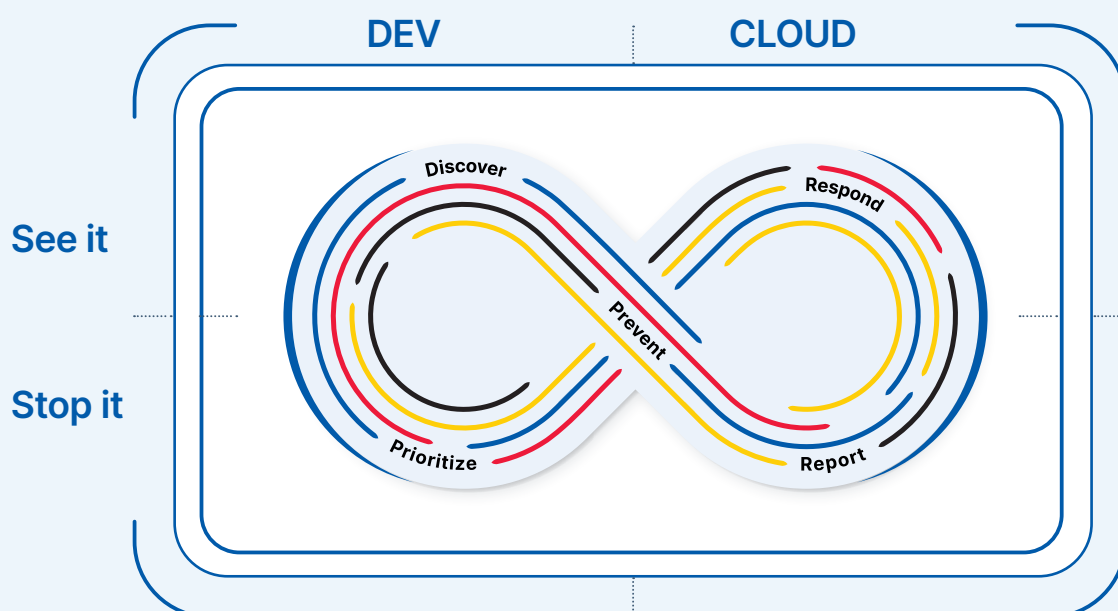 DEV
CLOUD
Discover
Respond
See it
Prevent
Stop it
Prioritize
Report